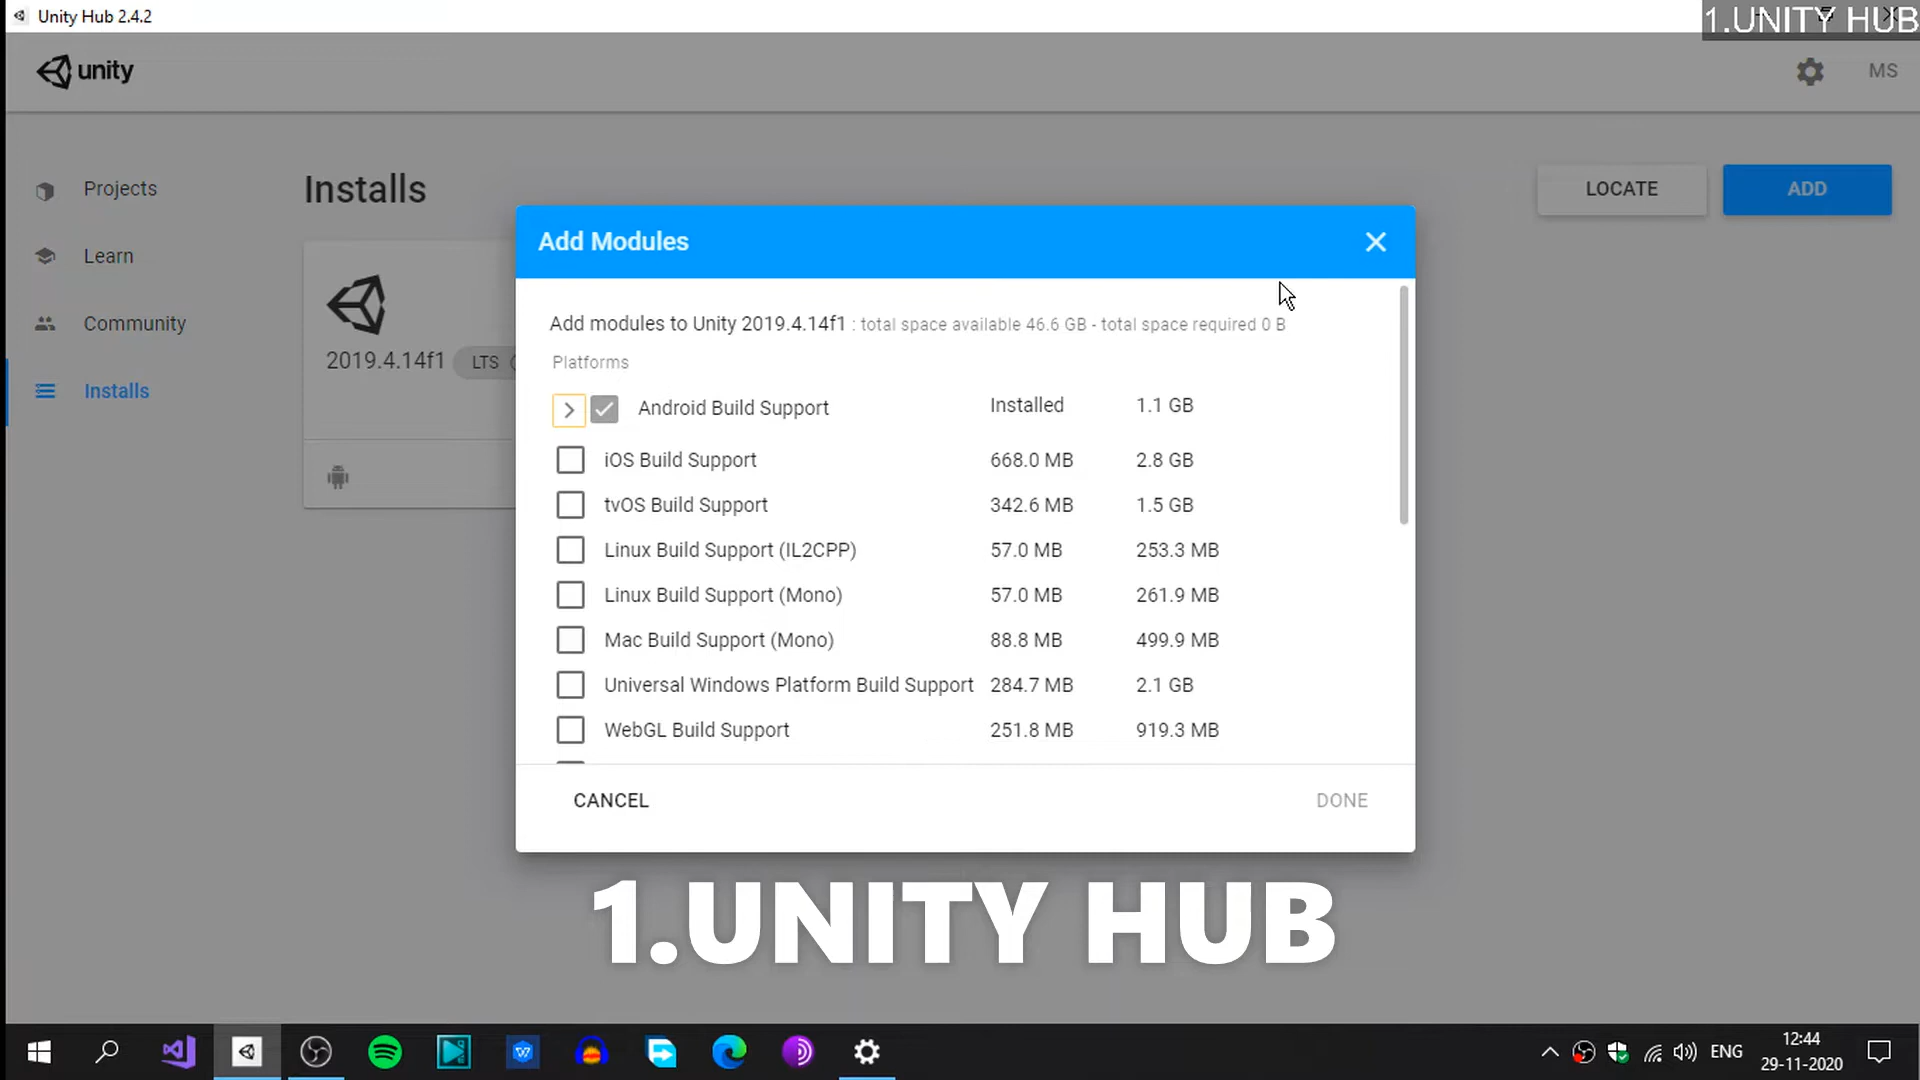 Unity Hub 2.4.2
1.UNITY HUB
unity
MS
Projects
Learn
Community
Installs
Installs
LOCATE
ADD
2019.4.14f1 LTS
Add Modules
Add modules to Unity 2019.4.14f1 : total space available 46.6 GB - total space required 0 B
Platforms
Android Build Support Installed 1.1 GB
iOS Build Support 668.0 MB 2.8 GB
tvOS Build Support 342.6 MB 1.5 GB
Linux Build Support (IL2CPP) 57.0 MB 253.3 MB
Linux Build Support (Mono) 57.0 MB 261.9 MB
Mac Build Support (Mono) 88.8 MB 499.9 MB
Universal Windows Platform Build Support 284.7 MB 2.1 GB
WebGL Build Support 251.8 MB 919.3 MB
CANCEL
DONE
1.UNITY HUB
ENG
12:44
29-11-2020